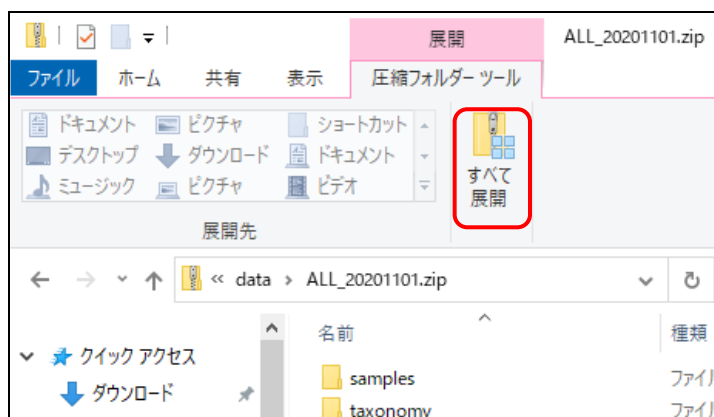 展開
ALL_20201101.zip
ファイル ホーム 共有 表示 圧縮フォルダー ツール
ドキュメント ピクチャ ショートカット
デスクトップ ダウンロード ドキュメント
ミュージック ピクチャ ビデオ
すべて
展開
展開先
« data › ALL_20201101.zip
名前 種類
クイック アクセス
ダウンロード
samples ファイル
taxonomy ファイル